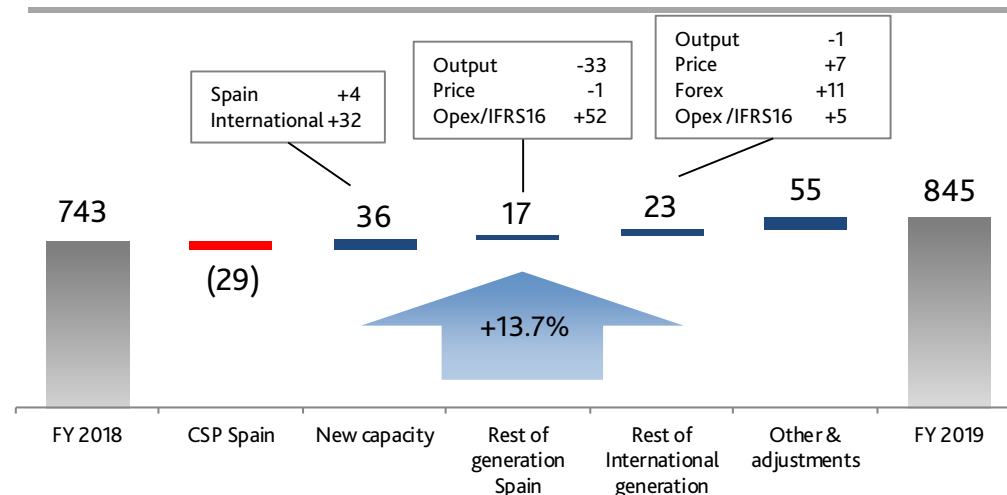 Spain +4
International +32
Output -33
Price -1
Opex/IFRS16 +52
Output -1
Price +7
Forex +11
Opex /IFRS16 +5
743
(29)
36
17
23
55
845
+13.7%
FY 2018
CSP Spain
New capacity
Rest of
generation
Spain
Rest of
International
generation
Other &
adjustments
FY 2019